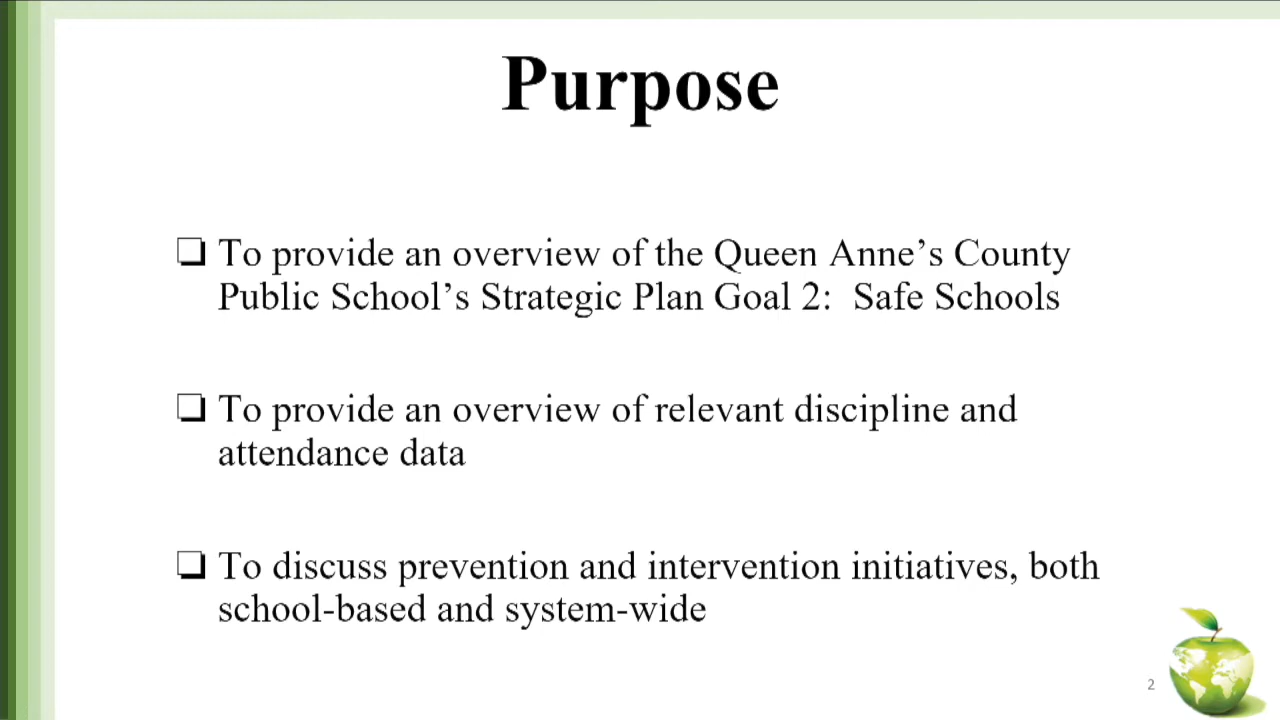 Purpose
❏ To provide an overview of the Queen Anne’s County
Public School’s Strategic Plan Goal 2:  Safe Schools
❏ To provide an overview of relevant discipline and
attendance data
❏ To discuss prevention and intervention initiatives, both
school-based and system-wide
2